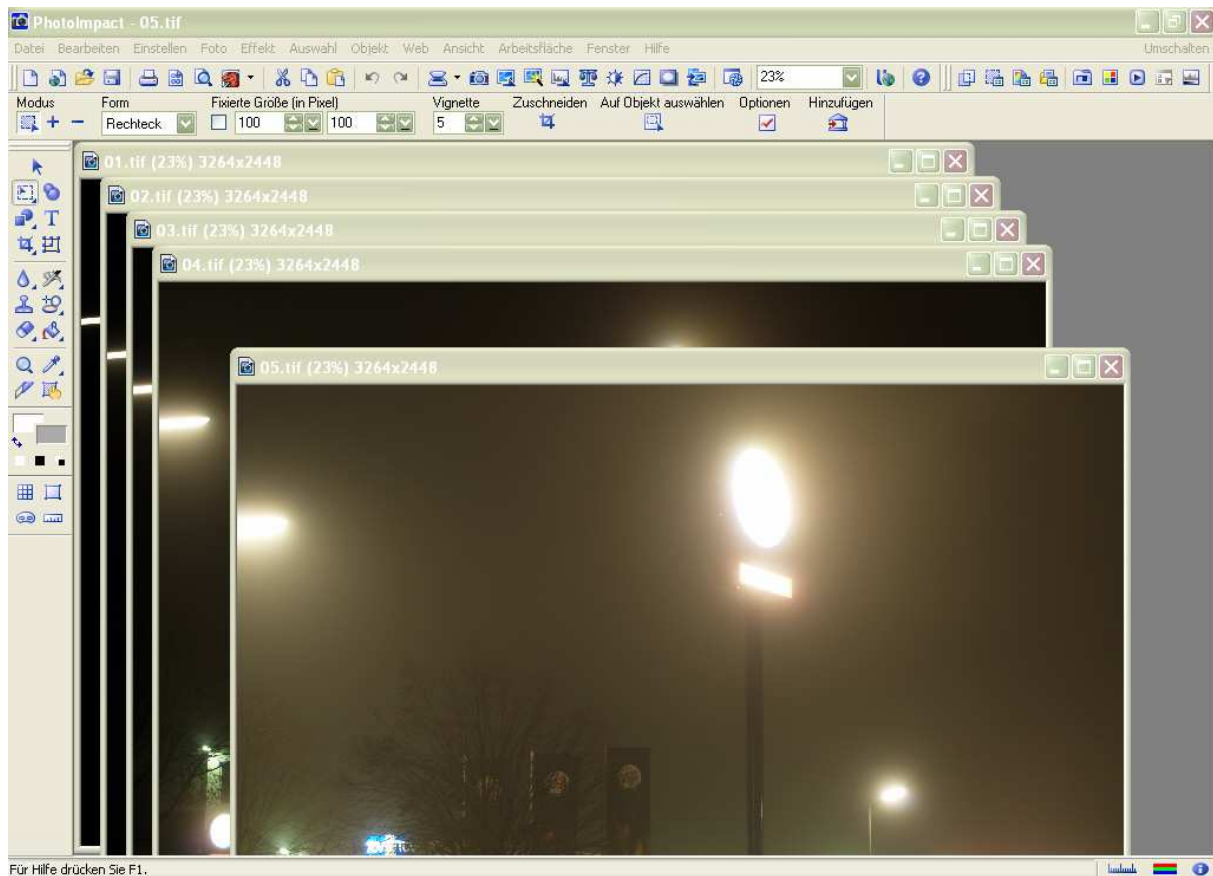 PhotoImpact - 05.tif
Datei Bearbeiten Einstellen Foto Effekt Auswahl Objekt Web Ansicht Arbeitsfläche Fenster Hilfe Umschalten
23%
Modus Form Fixierte Größe (in Pixel) Vignette Zuschneiden Auf Objekt auswählen Optionen Hinzufügen
Rechteck 100 100 5
01.tif (23%) 3264x2448
02.tif (23%) 3264x2448
03.tif (23%) 3264x2448
04.tif (23%) 3264x2448
05.tif (23%) 3264x2448
Für Hilfe drücken Sie F1.